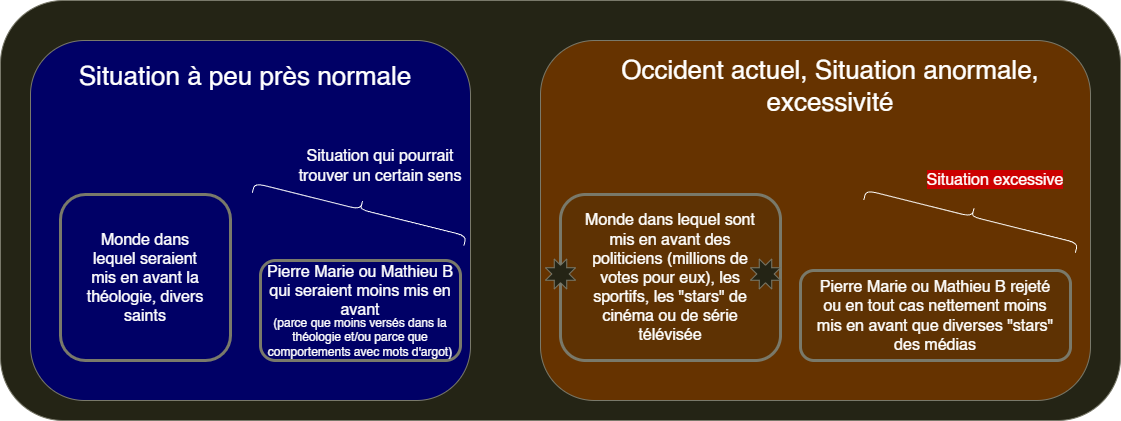 Situation à peu près normale
Situation qui pourrait
trouver un certain sens
Monde dans
lequel seraient
mis en avant la
théologie, divers
saints
Pierre Marie ou Mathieu B
qui seraient moins mis en
avant
(parce que moins versés dans la
théologie et/ou parce que
comportements avec mots d'argot)
Occident actuel, Situation anormale,
excessivité
Situation excessive
Monde dans lequel sont
mis en avant des
politiciens (millions de
votes pour eux), les
sportifs, les "stars" de
cinéma ou de série
télévisée
Pierre Marie ou Mathieu B rejeté
ou en tout cas nettement moins
mis en avant que diverses "stars"
des médias